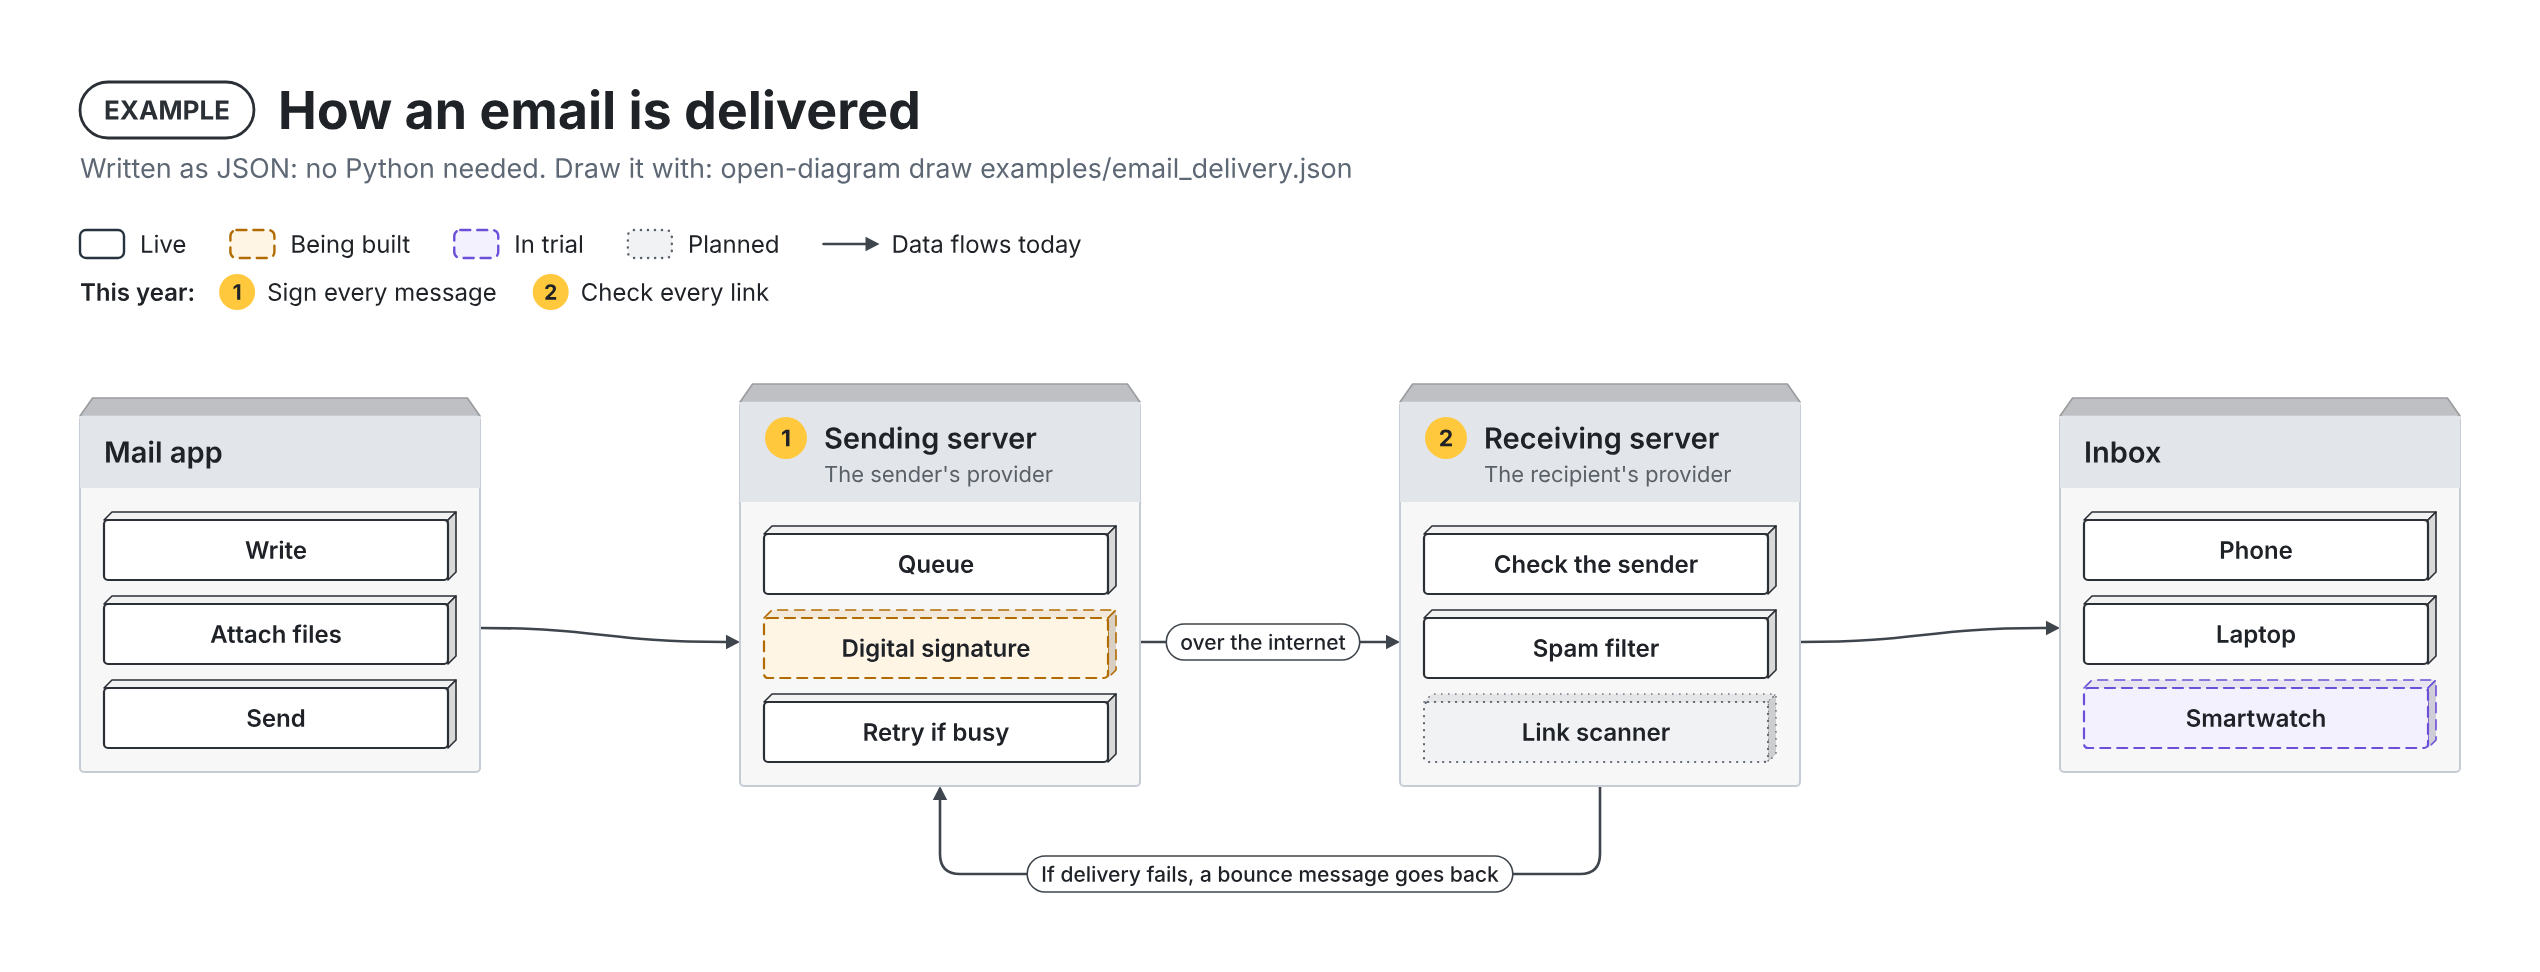 EXAMPLE How an email is delivered
Written as JSON: no Python needed. Draw it with: open-diagram draw examples/email_delivery.json
Live Being built In trial Planned Data flows today
This year: 1 Sign every message 2 Check every link
Mail app
Write
Attach files
Send
1 Sending server
The sender's provider
Queue
Digital signature
Retry if busy
over the internet
2 Receiving server
The recipient's provider
Check the sender
Spam filter
Link scanner
Inbox
Phone
Laptop
Smartwatch
If delivery fails, a bounce message goes back